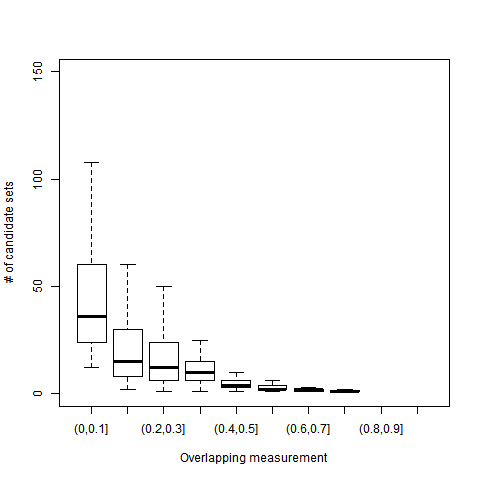 # of candidate sets
150
100
50
0
(0,0.1] (0.2,0.3] (0.4,0.5] (0.6,0.7] (0.8,0.9]
Overlapping measurement